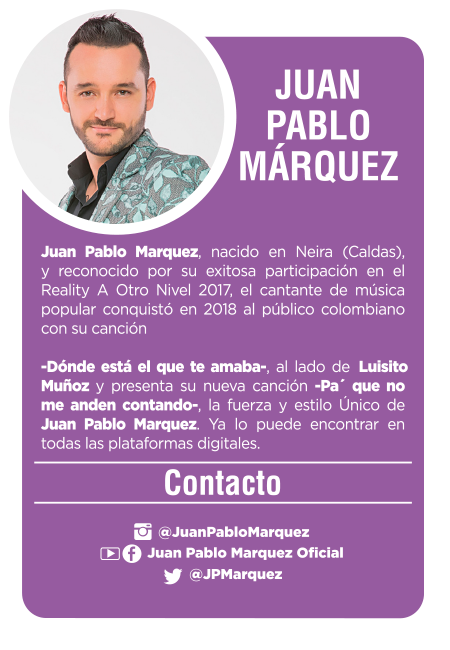 JUAN
PABLO
MÁRQUEZ
Juan Pablo Marquez, nacido en Neira (Caldas),
y reconocido por su exitosa participación en el
Reality A Otro Nivel 2017, el cantante de música
popular conquistó en 2018 al público colombiano
con su canción
-Dónde está el que te amaba-, al lado de Luisito
Muñoz y presenta su nueva canción -Pa´ que no
me anden contando-, la fuerza y estilo Único de
Juan Pablo Marquez. Ya lo puede encontrar en
todas las plataformas digitales.
Contacto
@JuanPabloMarquez
Juan Pablo Marquez Oficial
@JPMarquez